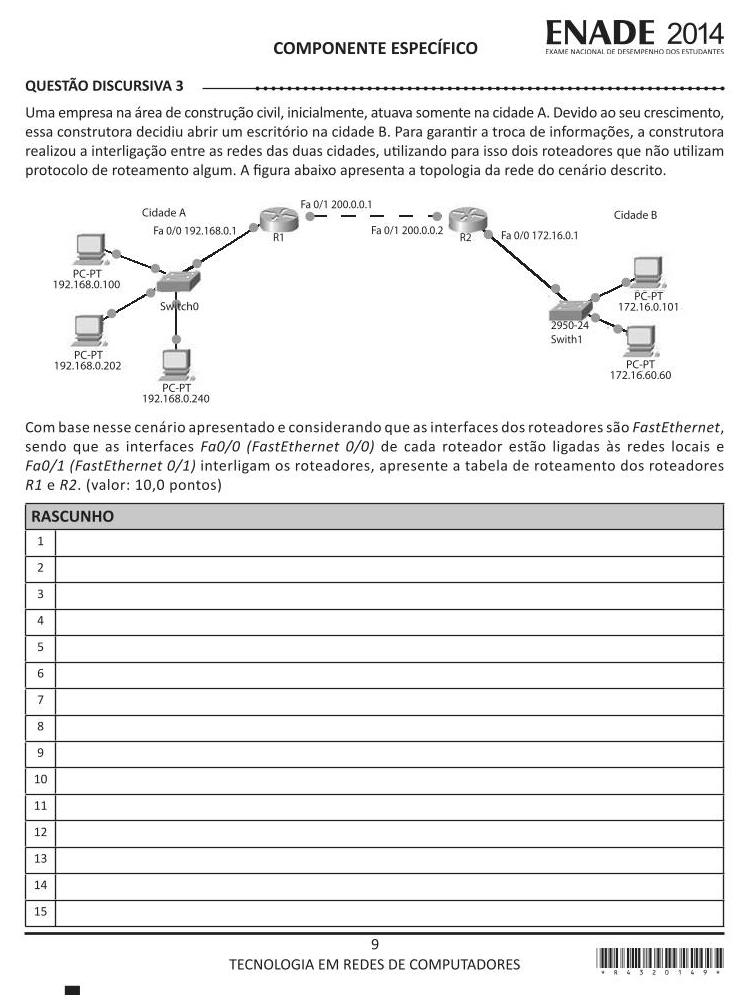 COMPONENTE ESPECÍFICO
ENADE 2014
EXAME NACIONAL DE DESEMPENHO DOS ESTUDANTES
QUESTÃO DISCURSIVA 3
Uma empresa na área de construção civil, inicialmente, atuava somente na cidade A. Devido ao seu crescimento,
essa construtora decidiu abrir um escritório na cidade B. Para garantir a troca de informações, a construtora
realizou a interligação entre as redes das duas cidades, utilizando para isso dois roteadores que não utilizam
protocolo de roteamento algum. A figura abaixo apresenta a topologia da rede do cenário descrito.
Cidade A
Fa 0/0 192.168.0.1
R1
Fa 0/1 200.0.0.1
Fa 0/1 200.0.0.2
R2
Fa 0/0 172.16.0.1
Cidade B
PC-PT
192.168.0.100
Switch0
PC-PT
192.168.0.202
PC-PT
192.168.0.240
PC-PT
172.16.0.101
2950-24
Swith1
PC-PT
172.16.60.60
Com base nesse cenário apresentado e considerando que as interfaces dos roteadores são FastEthernet,
sendo que as interfaces Fa0/0 (FastEthernet 0/0) de cada roteador estão ligadas às redes locais e
Fa0/1 (FastEthernet 0/1) interligam os roteadores, apresente a tabela de roteamento dos roteadores
R1 e R2. (valor: 10,0 pontos)
RASCUNHO
1
2
3
4
5
6
7
8
9
10
11
12
13
14
15
9
TECNOLOGIA EM REDES DE COMPUTADORES
* R 4 3 2 0 1 4 9 *